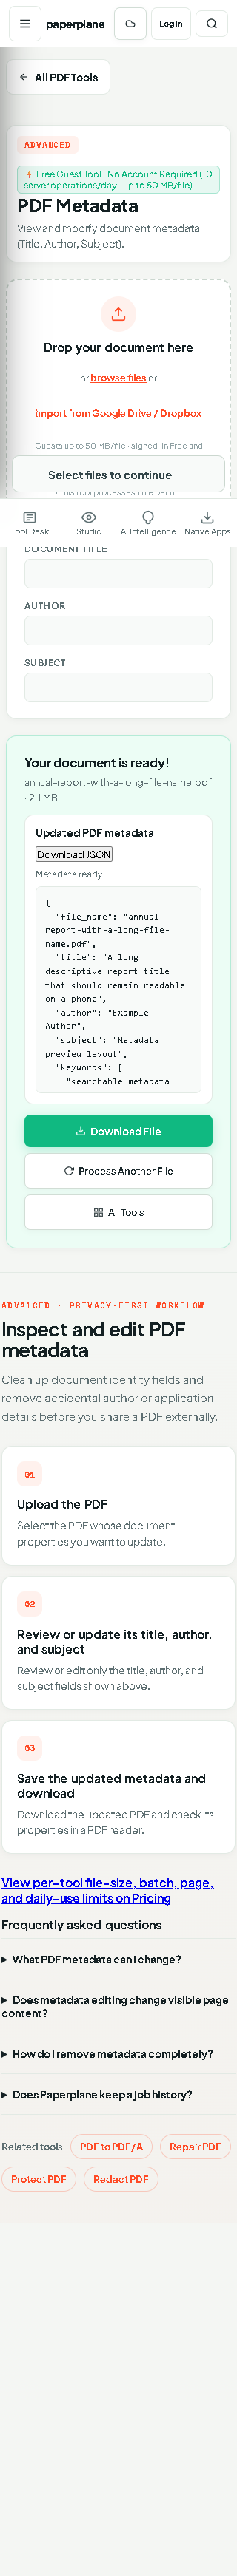 paperplane
Log In
All PDF Tools
ADVANCED
Free Guest Tool · No Account Required (10
server operations/day · up to 50 MB/file)
PDF Metadata
View and modify document metadata
(Title, Author, Subject).
Drop your document here
or browse files or
import from Google Drive / Dropbox
Guests up to 50 MB/file · signed-in Free and
Select files to continue →
This tool processes 1 file per run
Tool Desk
Studio
AI Intelligence
Native Apps
DOCUMENT TITLE
AUTHOR
SUBJECT
Your document is ready!
annual-report-with-a-long-file-name.pdf
· 2.1 MB
Updated PDF metadata
Download JSON
Metadata ready
{
"file_name": "annual-
report-with-a-long-file-
name.pdf",
"title": "A long
descriptive report title
that should remain readable
on a phone",
"author": "Example
Author",
"subject": "Metadata
preview layout",
"keywords": [
"searchable metadata
Download File
Process Another File
All Tools
ADVANCED · PRIVACY-FIRST WORKFLOW
Inspect and edit PDF
metadata
Clean up document identity fields and
remove accidental author or application
details before you share a PDF externally.
01
Upload the PDF
Select the PDF whose document
properties you want to update.
02
Review or update its title, author,
and subject
Review or edit only the title, author, and
subject fields shown above.
03
Save the updated metadata and
download
Download the updated PDF and check its
properties in a PDF reader.
View per-tool file-size, batch, page,
and daily-use limits on Pricing
Frequently asked questions
What PDF metadata can I change?
Does metadata editing change visible page
content?
How do I remove metadata completely?
Does Paperplane keep a job history?
Related tools
PDF to PDF/A
Repair PDF
Protect PDF
Redact PDF